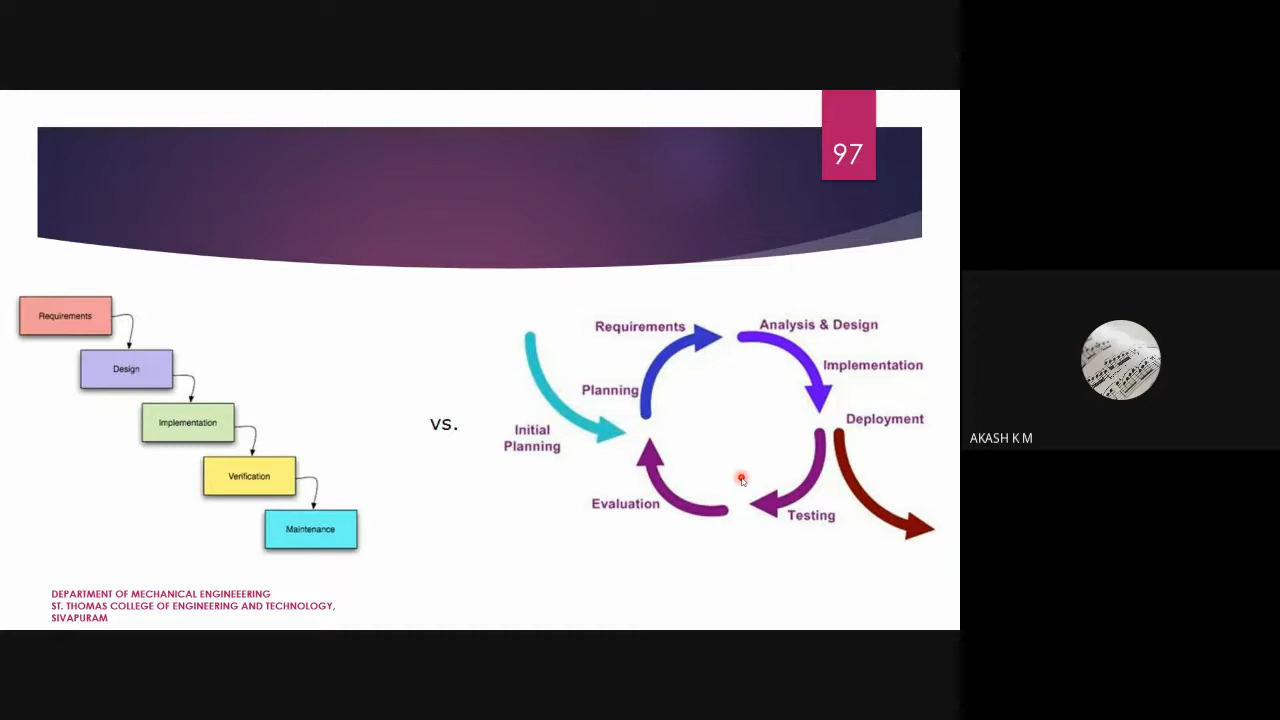 97
Requirements
Design
Implementation
Verification
Maintenance
vs.
Requirements
Analysis & Design
Implementation
Planning
Deployment
Initial
Planning
Evaluation
Testing
DEPARTMENT OF MECHANICAL ENGINEEERING
ST. THOMAS COLLEGE OF ENGINEERING AND TECHNOLOGY,
SIVAPURAM
AKASH K M